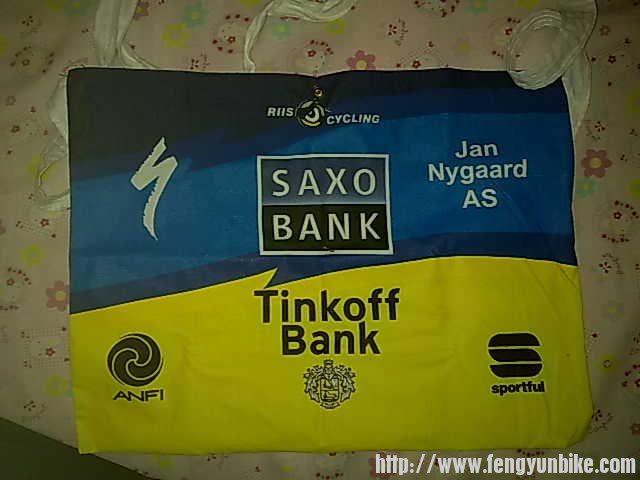 RIIS CYCLING
Jan
Nygaard
AS
SAXO
BANK
Tinkoff
Bank
ANFI
sportful
http://www.fengyunbike.com